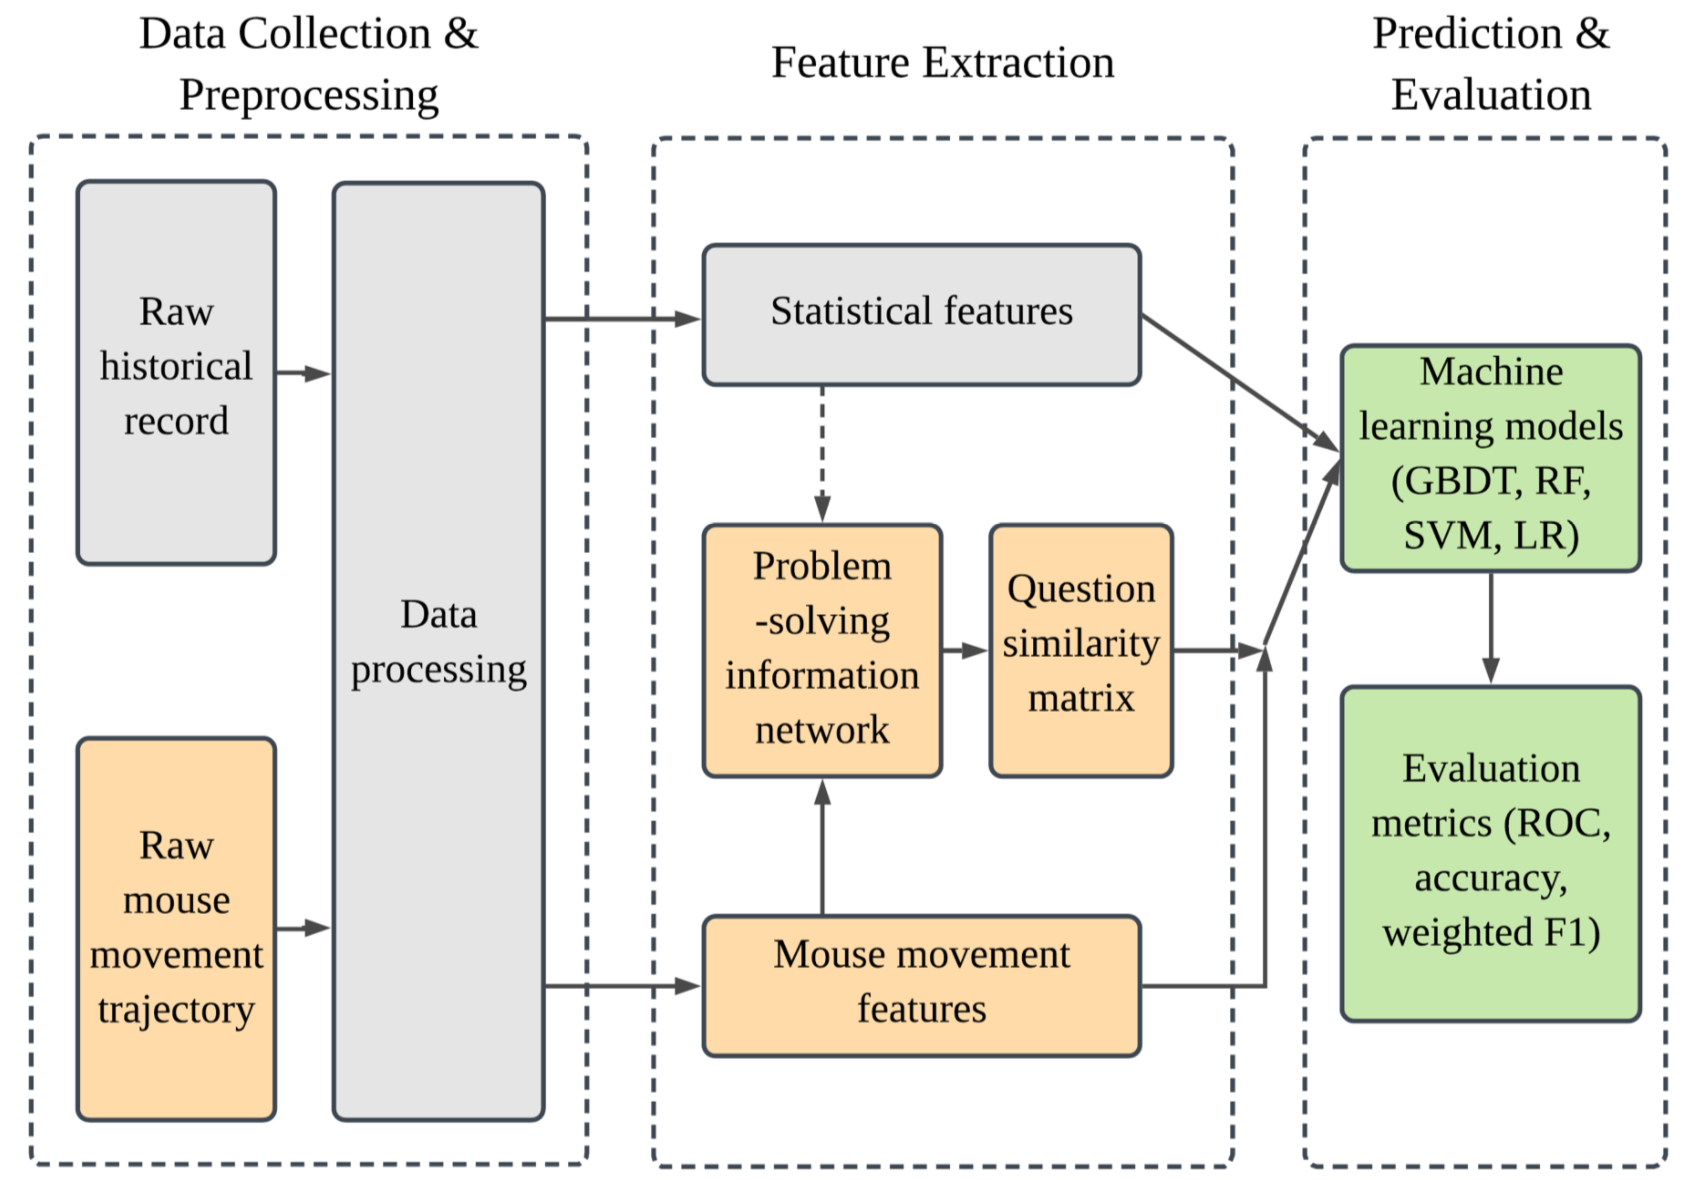 Data Collection &
Preprocessing
Feature Extraction
Prediction &
Evaluation
Raw
historical
record
Data
processing
Raw
mouse
movement
trajectory
Statistical features
Problem
-solving
information
network
Question
similarity
matrix
Mouse movement
features
Machine
learning models
(GBDT, RF,
SVM, LR)
Evaluation
metrics (ROC,
accuracy,
weighted F1)